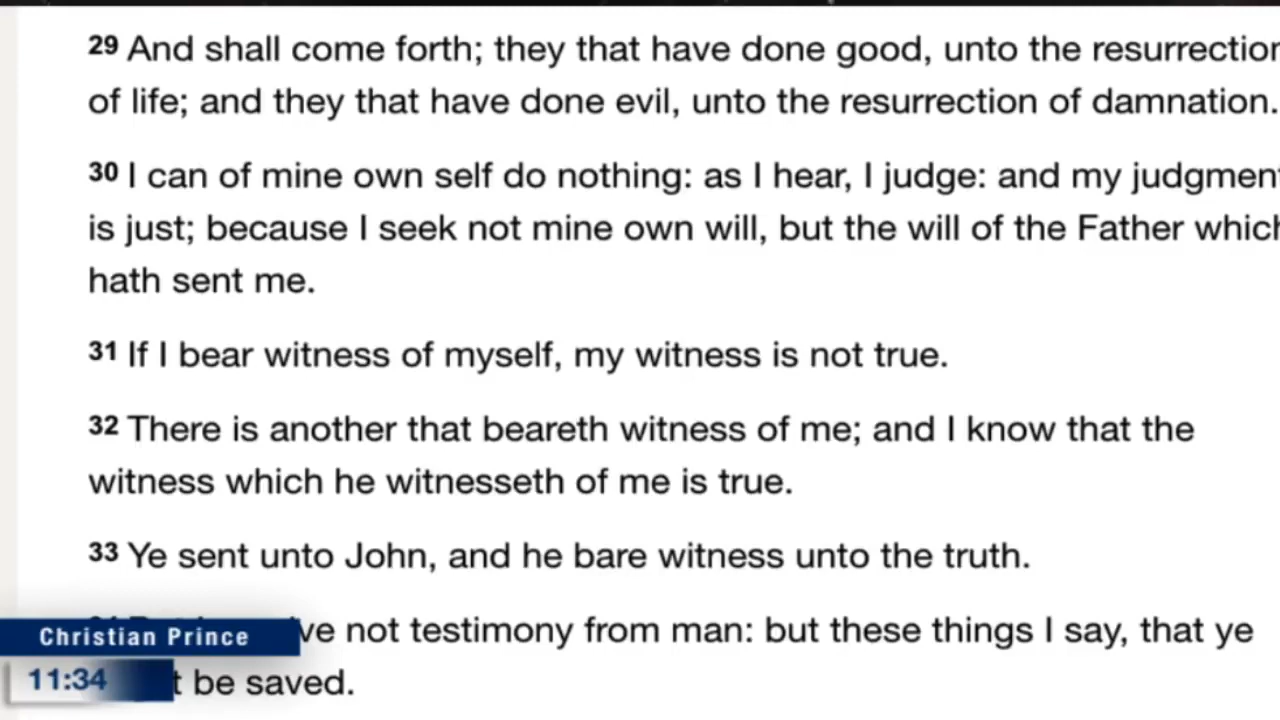 29 And shall come forth; they that have done good, unto the resurrection
of life; and they that have done evil, unto the resurrection of damnation.
30 I can of mine own self do nothing: as I hear, I judge: and my judgment
is just; because I seek not mine own will, but the will of the Father which
hath sent me.
31 If I bear witness of myself, my witness is not true.
32 There is another that beareth witness of me; and I know that the
witness which he witnesseth of me is true.
33 Ye sent unto John, and he bare witness unto the truth.
not testimony from man: but these things I say, that ye
be saved.
Christian Prince
11:34